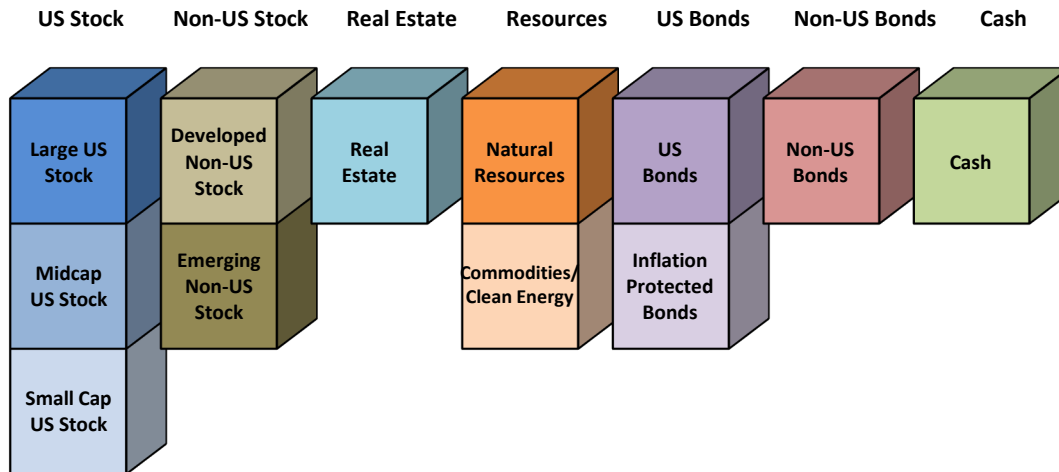 US Stock
Non-US Stock
Real Estate
Resources
US Bonds
Non-US Bonds
Cash
Large US
Stock
Developed
Non-US
Stock
Real
Estate
Natural
Resources
US
Bonds
Non-US
Bonds
Cash
Midcap
US Stock
Emerging
Non-US
Stock
Commodities/
Clean Energy
Inflation
Protected
Bonds
Small Cap
US Stock